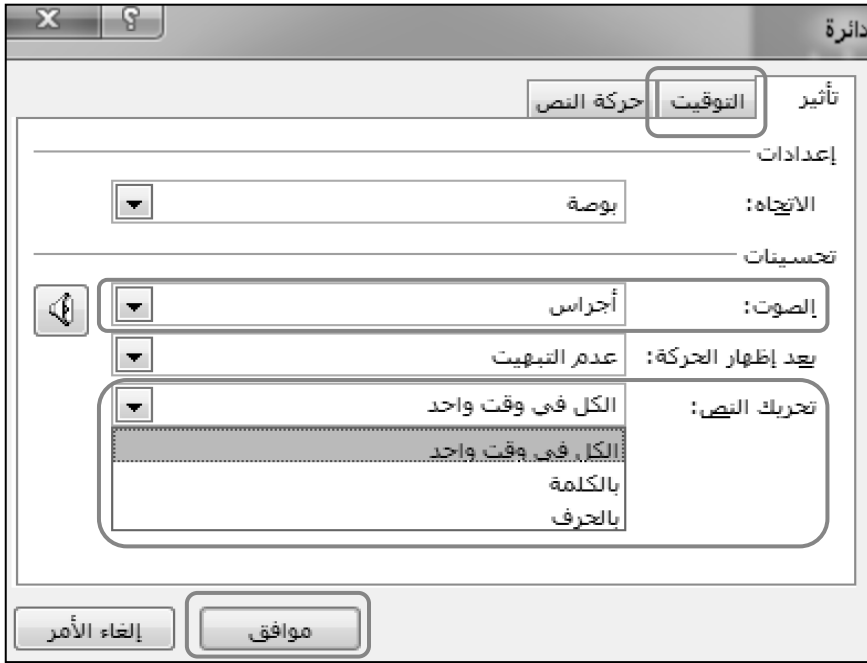 دائرة
تأثير التوقيت حركة النص
إعدادات
الاتجاه: بوصة
تحسينات
الصوت: أجراس
بعد إظهار الحركة: عدم التبهيت
تحريك النص: الكل في وقت واحد
الكل في وقت واحد
بالكلمة
بالحرف
موافق إلغاء الأمر